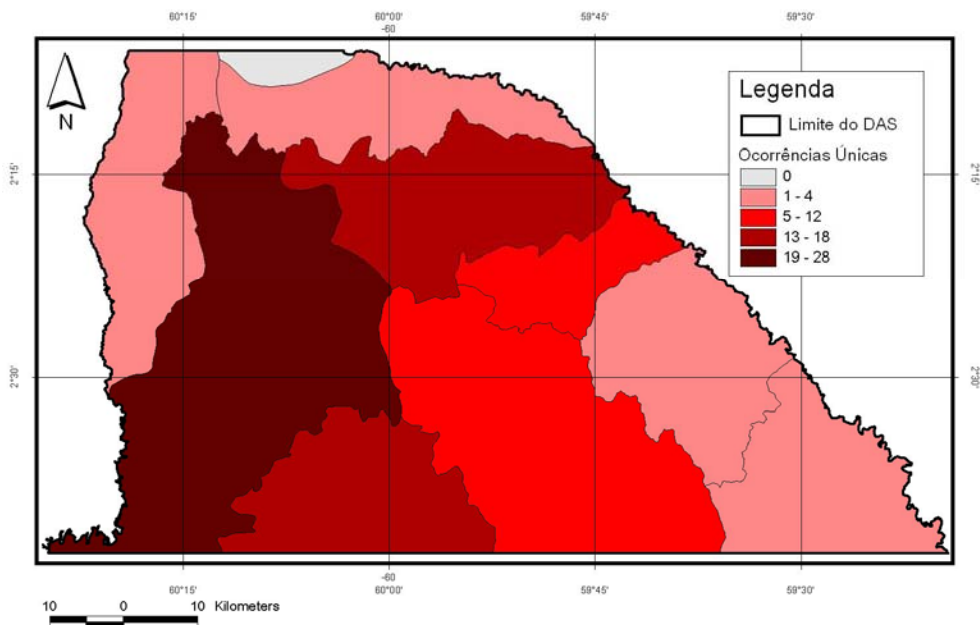 60°15' 60°00' 59°45' 59°30'
-60
N
Legenda
Limite do DAS
Ocorrências Únicas
0
1 - 4
5 - 12
13 - 18
19 - 28
2°15' 2°15'
2°30' 2°30'
-60
60°15' 60°00' 59°45' 59°30'
10 0 10 Kilometers